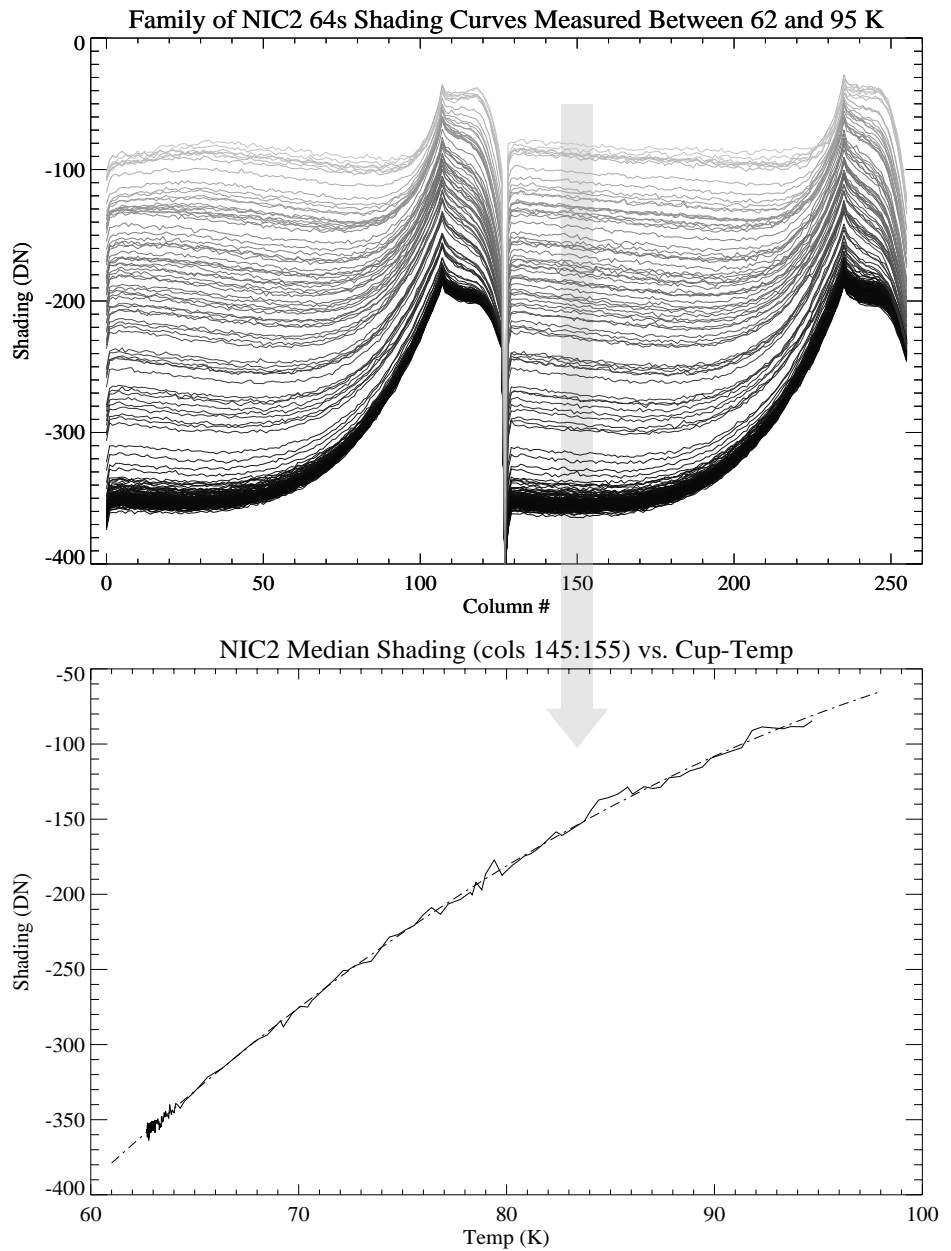 Family of NIC2 64s Shading Curves Measured Between 62 and 95 K
0
-100
-200
-300
-400
Shading (DN)
0 50 100 150 200 250
Column #
NIC2 Median Shading (cols 145:155) vs. Cup-Temp
-50
-100
-150
-200
-250
-300
-350
-400
Shading (DN)
60 70 80 90 100
Temp (K)